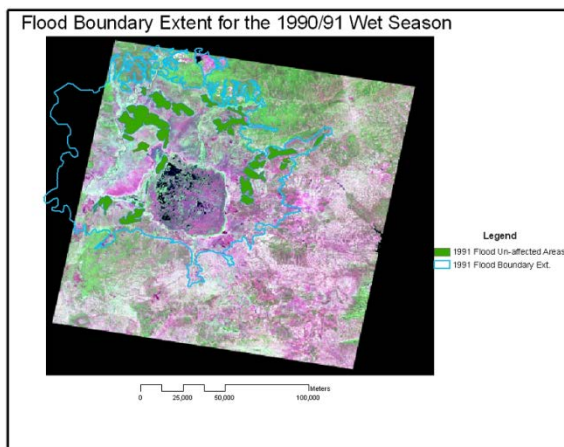 Flood Boundary Extent for the 1990/91 Wet Season
Legend
1991 Flood Un-affected Areas
1991 Flood Boundary Ext.
Meters
0 25,000 50,000 100,000